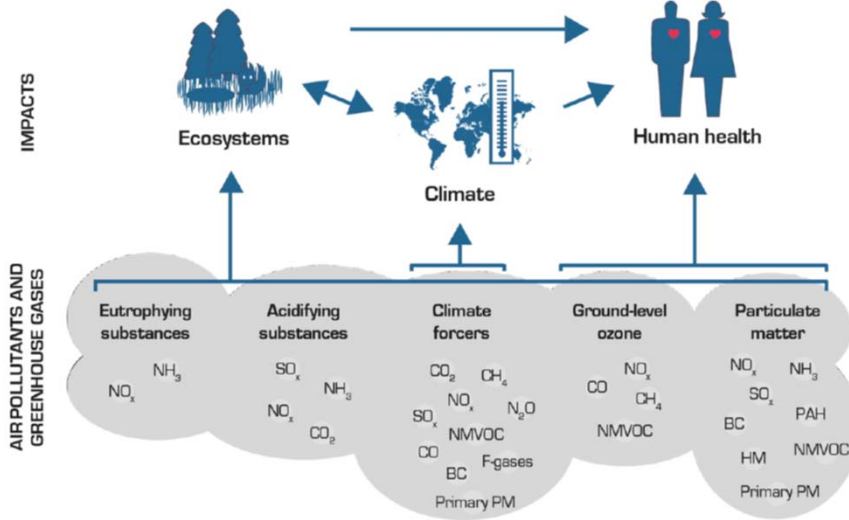 IMPACTS
Ecosystems
Climate
Human health
AIR POLLUTANTS AND
GREENHOUSE GASES
Eutrophying
substances
NH₃
NOₓ
Acidifying
substances
SOₓ
NH₃
NOₓ
CO₂
Climate
forcers
CO₂
CH₄
NOₓ
SOₓ
N₂O
NMVOC
CO
BC
F-gases
Primary PM
Ground-level
ozone
NOₓ
CO
CH₄
NMVOC
Particulate
matter
NOₓ
NH₃
SOₓ
BC
PAH
HM
NMVOC
Primary PM